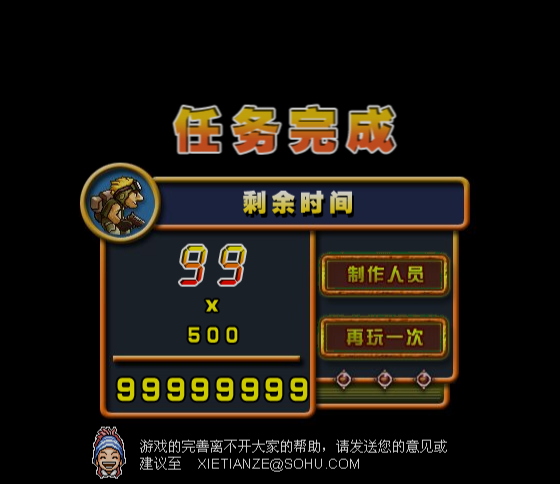 任务完成
剩余时间
99
x
500
99999999
制作人员
再玩一次
游戏的完善离不开大家的帮助，请发送您的意见或
建议至 XIETIANZE@SOHU.COM